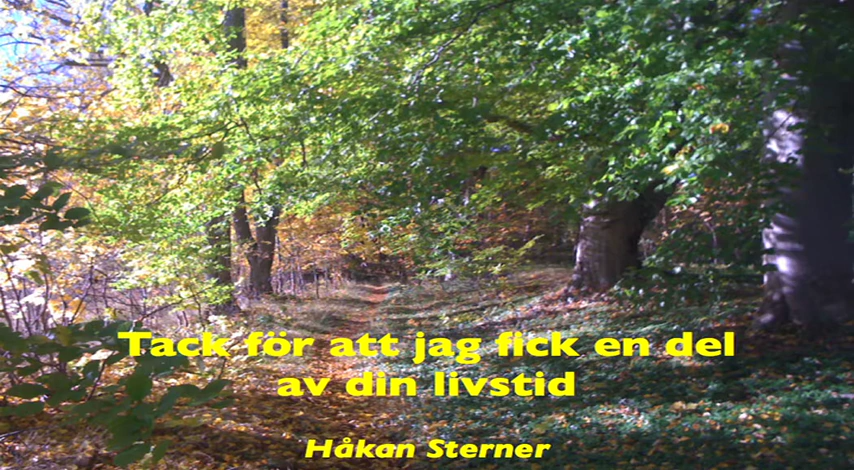 Tack för att jag fick en del
av din livstid
Håkan Sterner